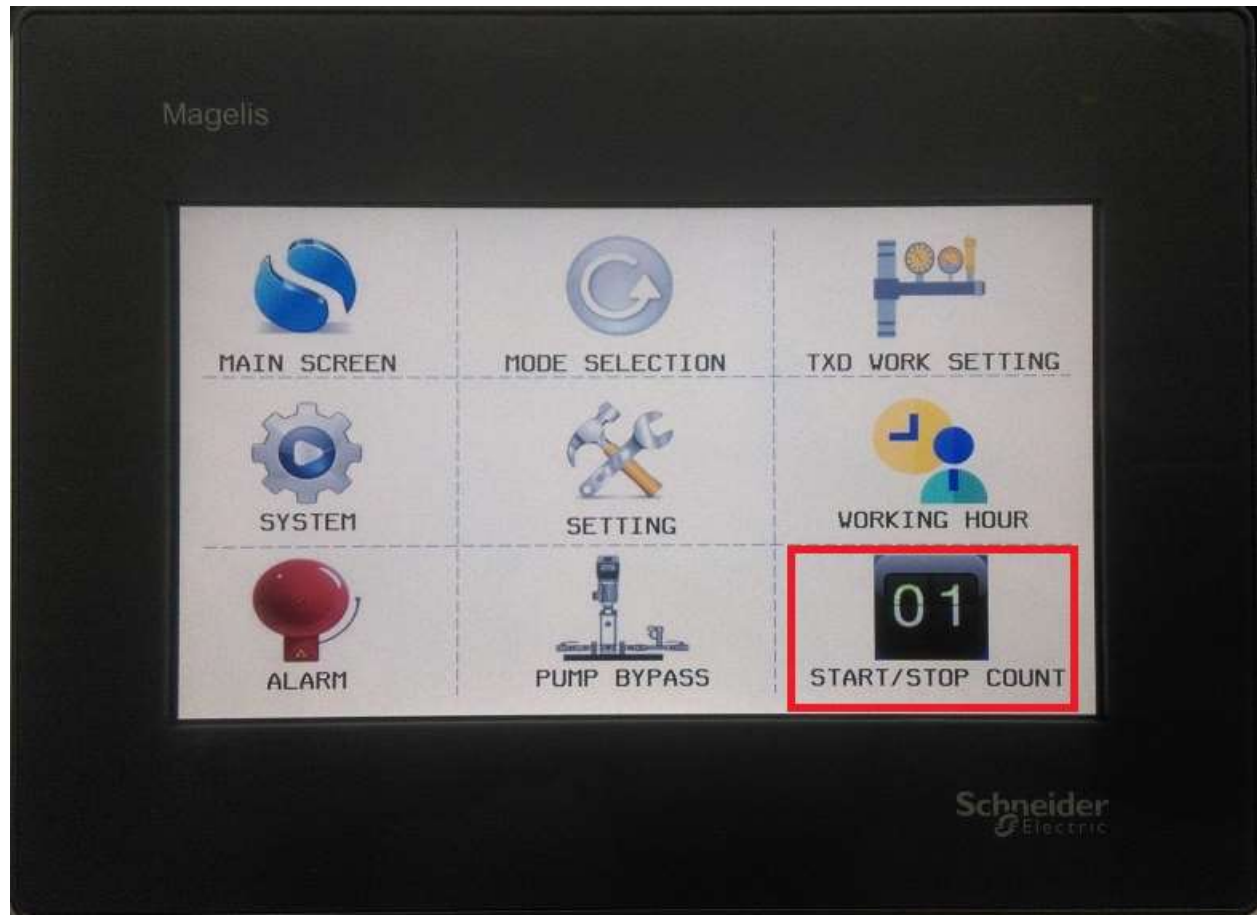 Magelis
MAIN SCREEN
MODE SELECTION
TXD WORK SETTING
SYSTEM
SETTING
WORKING HOUR
01
ALARM
PUMP BYPASS
START/STOP COUNT
Schneider
Electric